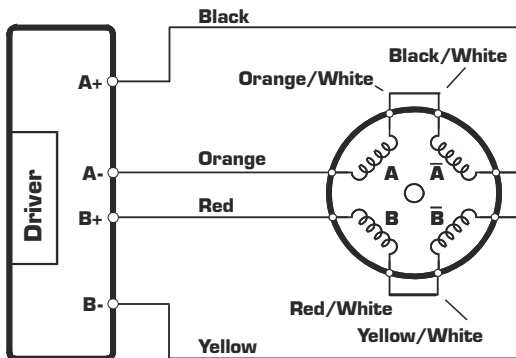 Black
Black/White
Orange/White
A+
A-
Orange
A
A̅
Driver
B+
Red
B
B̅
B-
Red/White
Yellow/White
Yellow